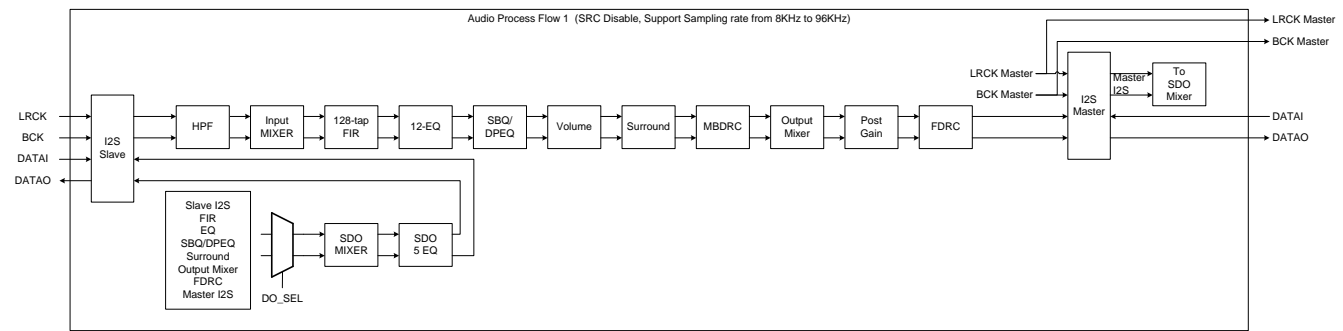 Audio Process Flow 1 (SRC Disable, Support Sampling rate from 8KHz to 96KHz)
LRCK Master
BCK Master
LRCK Master
BCK Master
Master
I2S
To
SDO
Mixer
LRCK
BCK
DATAI
DATAO
I2S
Slave
HPF
Input
MIXER
128-tap
FIR
12-EQ
SBQ/
DPEQ
Volume
Surround
MBDRC
Output
Mixer
Post
Gain
FDRC
I2S
Master
DATAI
DATAO
Slave I2S
FIR
EQ
SBQ/DPEQ
Surround
Output Mixer
FDRC
Master I2S
DO_SEL
SDO
MIXER
SDO
5 EQ